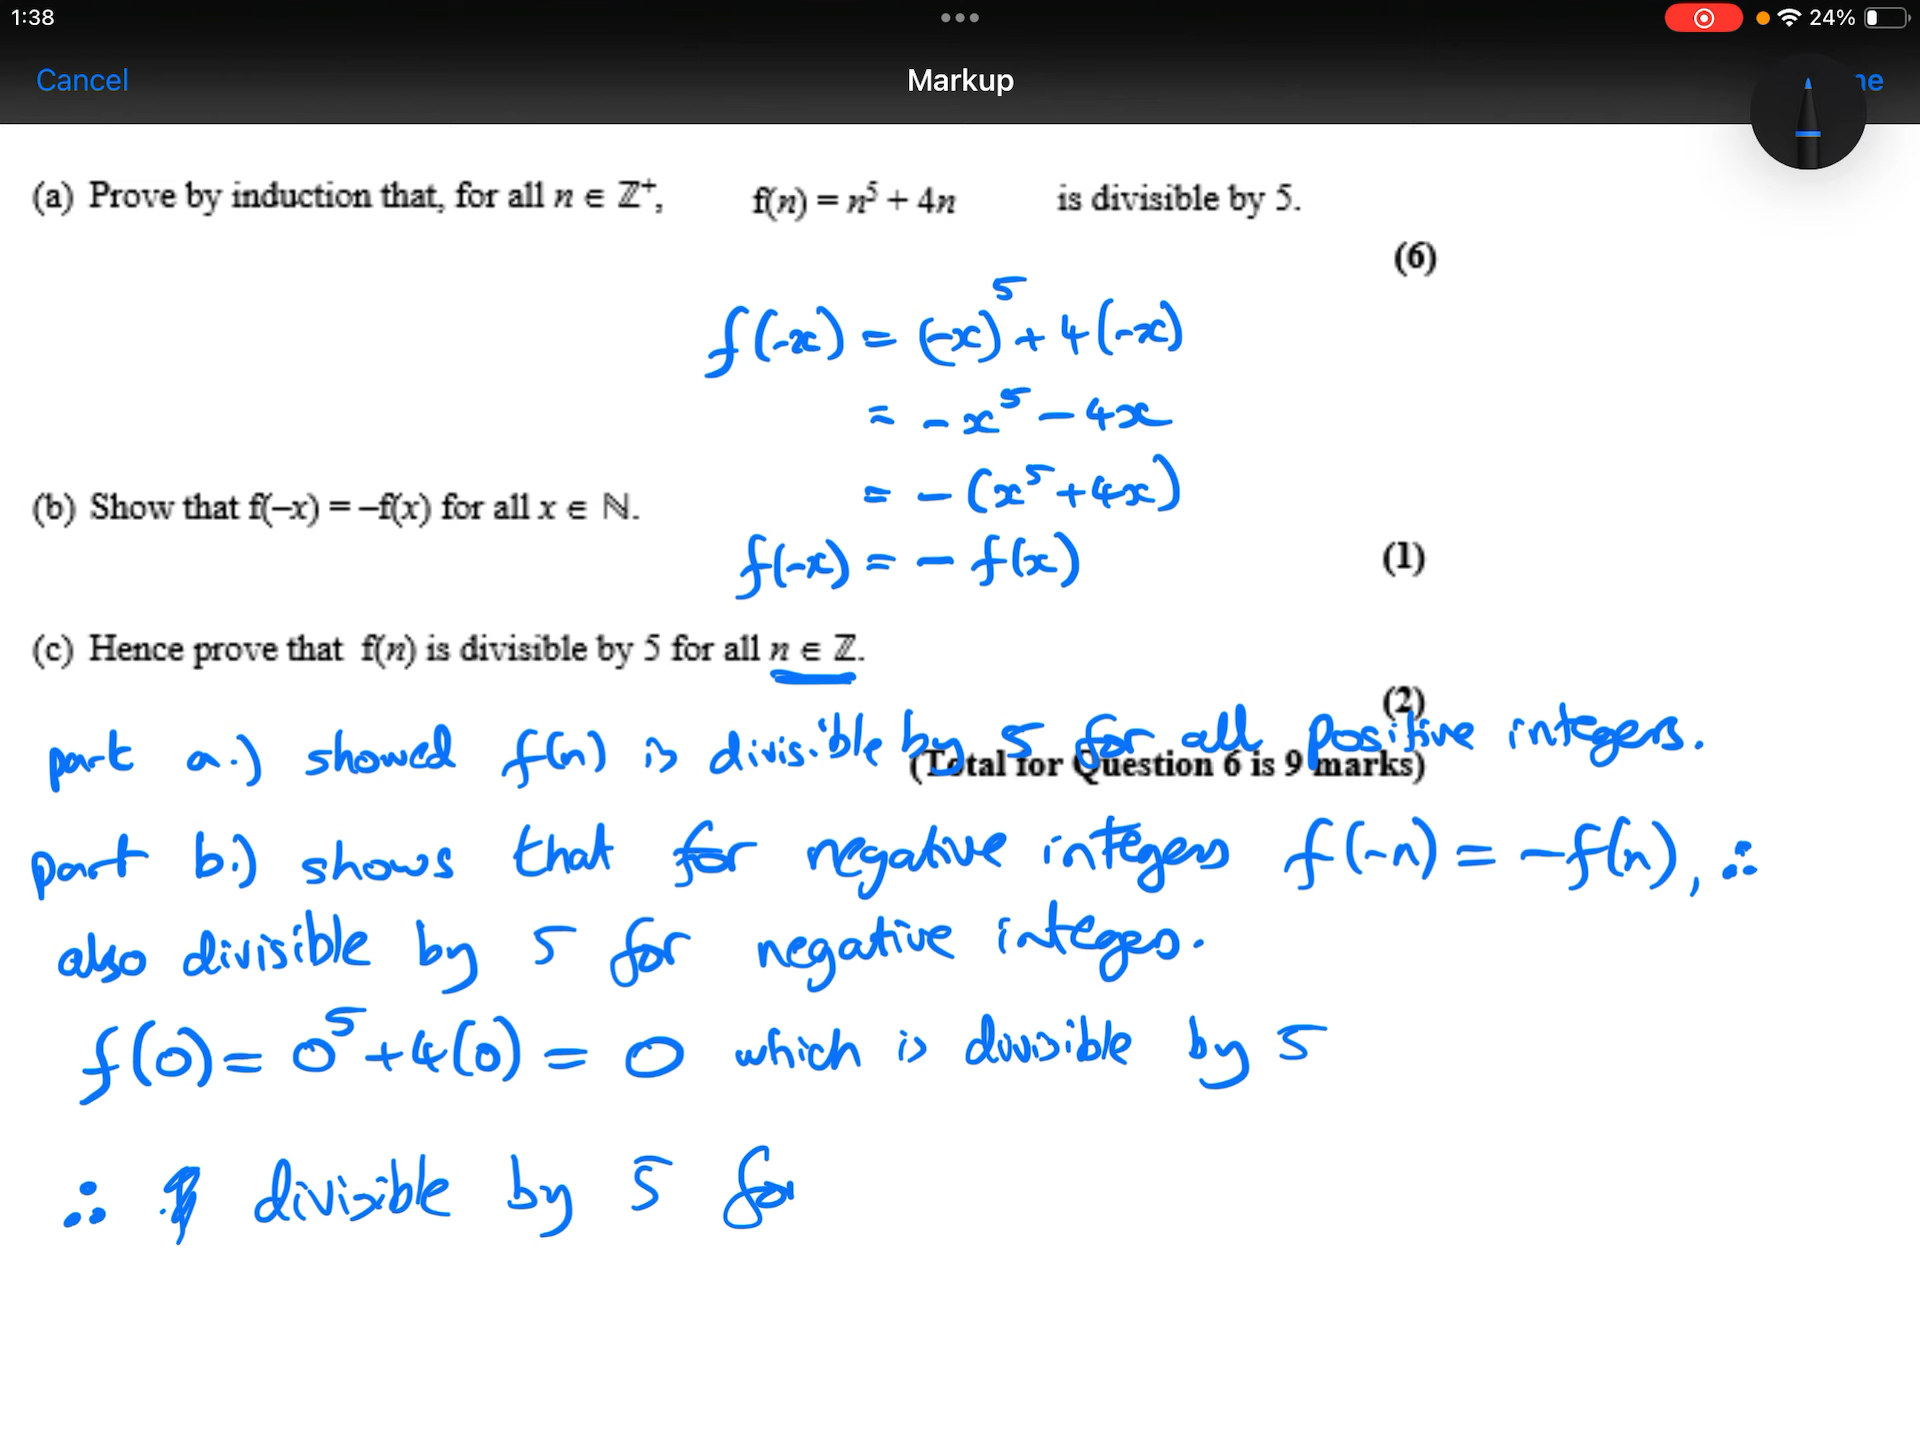 1:38
24%
Cancel Markup
(a) Prove by induction that, for all n ∈ ℤ⁺, f(n) = n⁵ + 4n is divisible by 5.
(6)
f(-x) = (-x)⁵ + 4(-x)
= -x⁵ - 4x
= - (x⁵ + 4x)
(b) Show that f(–x) = –f(x) for all x ∈ ℕ.
f(-x) = - f(x)
(1)
(c) Hence prove that f(n) is divisible by 5 for all n ∈ ℤ.
(2)
part a.) showed f(n) is divisible by 5 for all positive integers.
(Total for Question 6 is 9 marks)
part b.) shows that for negative integers f(-n) = -f(n), ∴
also divisible by 5 for negative integers.
f(0) = 0⁵ + 4(0) = 0 which is divisible by 5
∴ divisible by 5 for